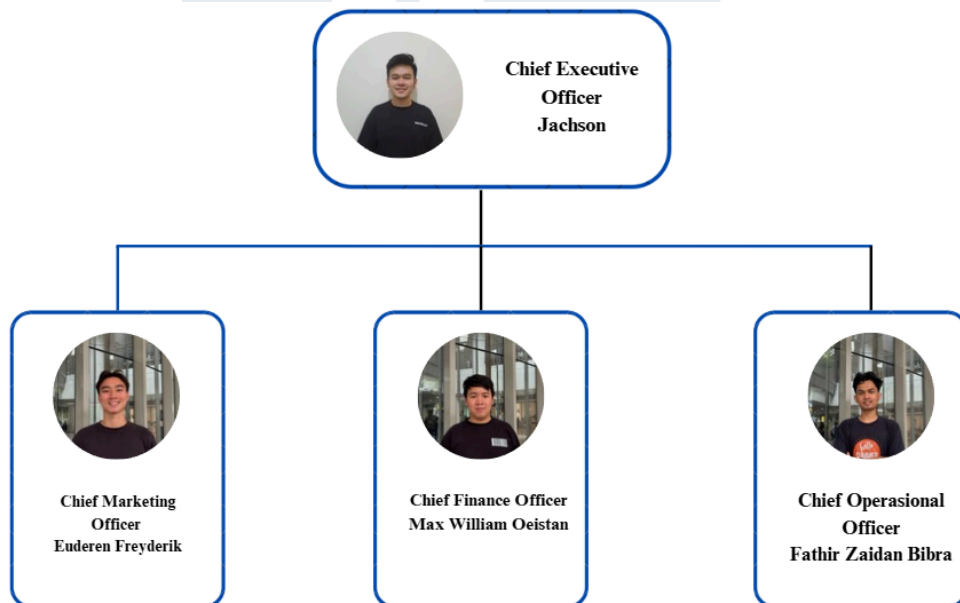 Chief Executive
Officer
Jachson
Chief Marketing
Officer
Euderen Freyderik
Chief Finance Officer
Max William Oeistan
Chief Operasional
Officer
Fathir Zaidan Bibra